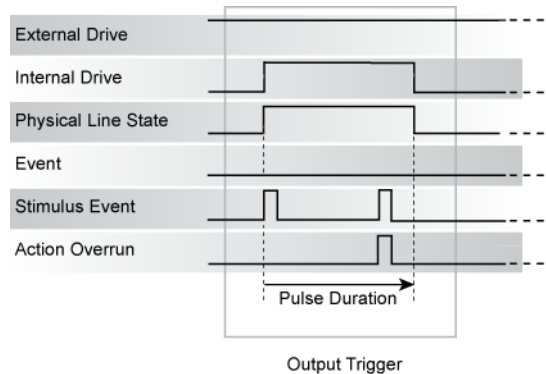 External Drive
Internal Drive
Physical Line State
Event
Stimulus Event
Action Overrun
Pulse Duration
Output Trigger